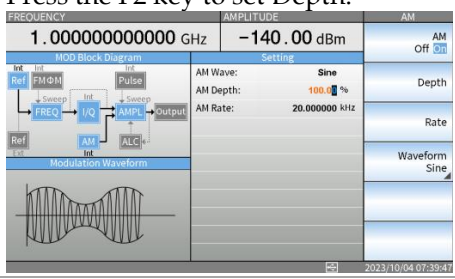 Press the F2 key to set Depth.
FREQUENCY
AMPLITUDE
AM
1.000000000000 GHz
-140.00 dBm
AM
Off On
MOD Block Diagram
Setting
Int
Int
Int
Ref
FMΦM
Pulse
Sweep
Int
Sweep
FREQ
I/Q
AMPL
Output
Ref
AM
ALC
Ext
Int
Modulation Waveform
AM Wave: Sine
AM Depth: 100.00 %
AM Rate: 20.000000 kHz
Depth
Rate
Waveform
Sine
2023/10/04 07:39:47